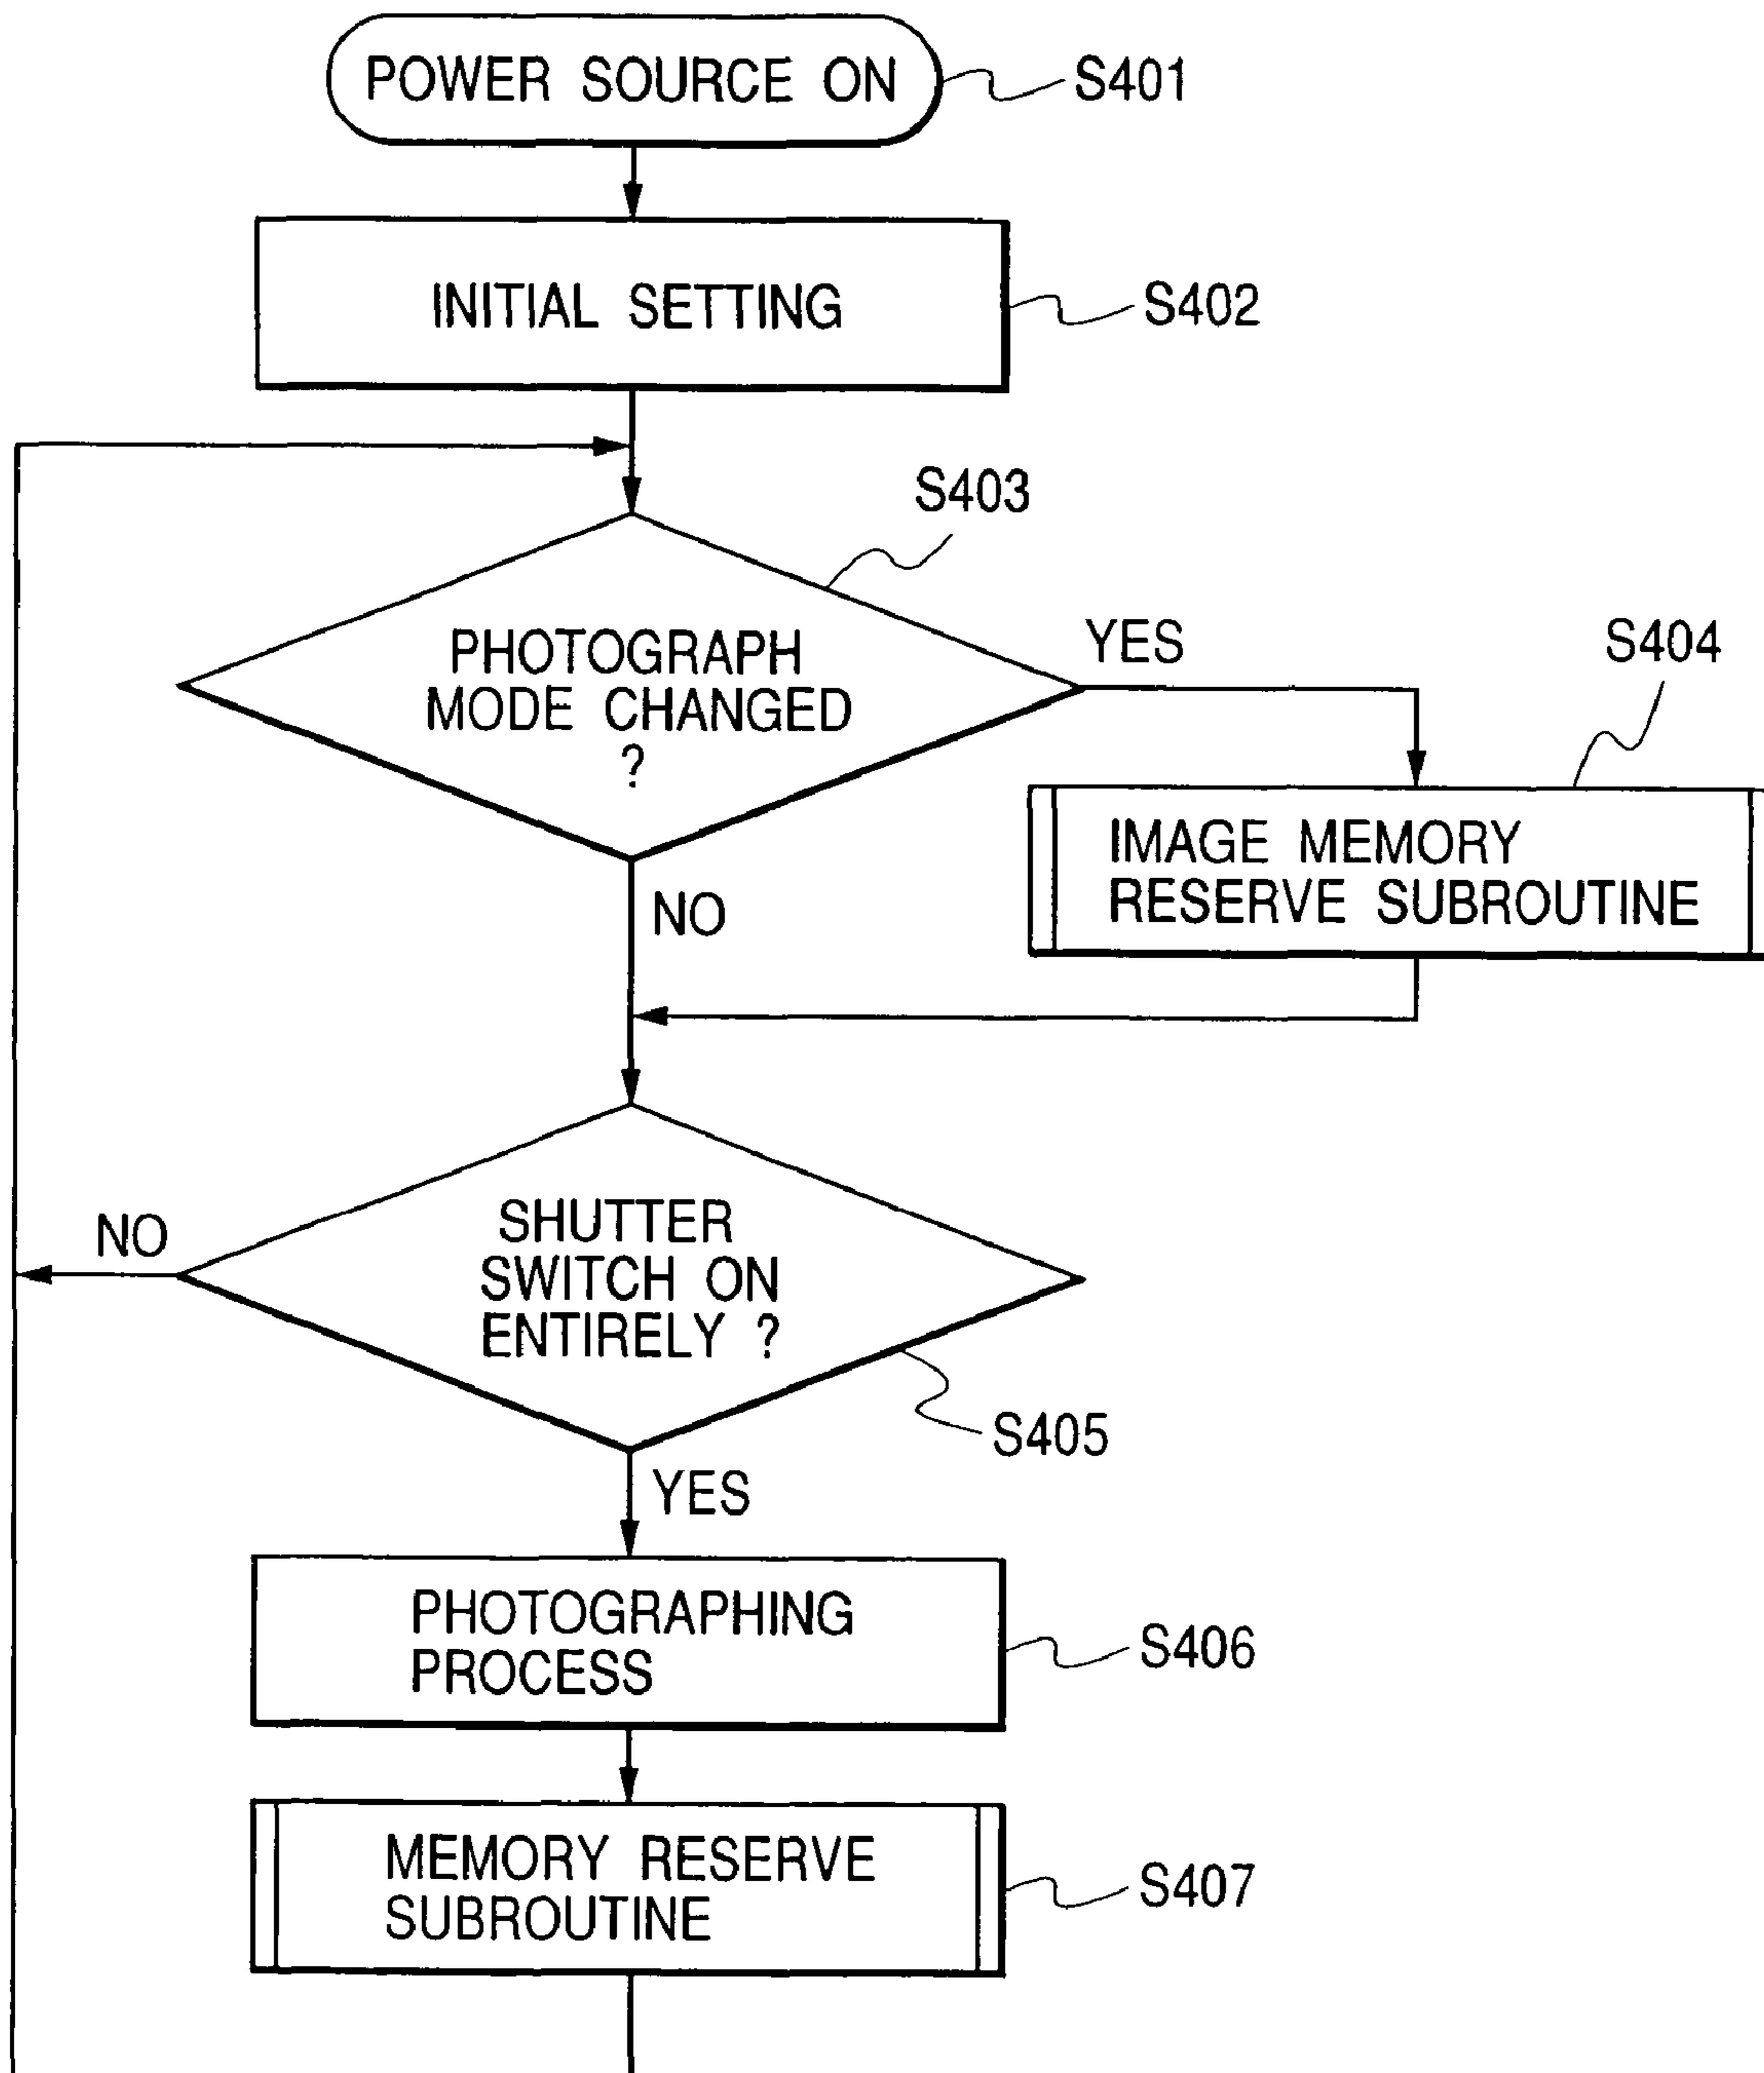 POWER SOURCE ON
S401
INITIAL SETTING
S402
S403
PHOTOGRAPH
MODE CHANGED
?
YES
S404
IMAGE MEMORY
RESERVE SUBROUTINE
NO
SHUTTER
SWITCH ON
ENTIRELY ?
NO
S405
YES
PHOTOGRAPHING
PROCESS
S406
MEMORY RESERVE
SUBROUTINE
S407